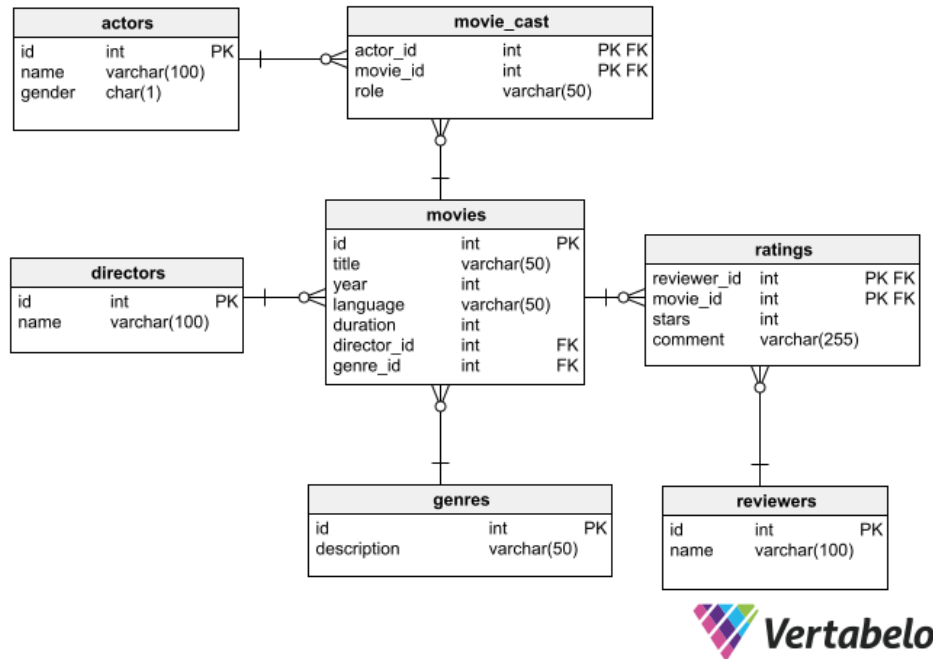 actors
id int PK
name varchar(100)
gender char(1)
movie_cast
actor_id int PK FK
movie_id int PK FK
role varchar(50)
movies
id int PK
title varchar(50)
year int
language varchar(50)
duration int
director_id int FK
genre_id int FK
directors
id int PK
name varchar(100)
ratings
reviewer_id int PK FK
movie_id int PK FK
stars int
comment varchar(255)
genres
id int PK
description varchar(50)
reviewers
id int PK
name varchar(100)
Vertabelo